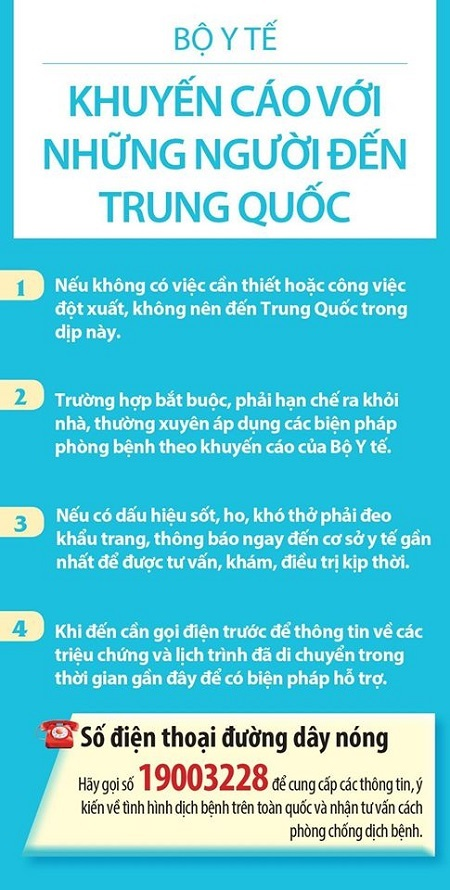 BỘ Y TẾ
KHUYẾN CÁO VỚI
NHỮNG NGƯỜI ĐẾN
TRUNG QUỐC
1
Nếu không có việc cần thiết hoặc công việc
đột xuất, không nên đến Trung Quốc trong
dịp này.
2
Trường hợp bắt buộc, phải hạn chế ra khỏi
nhà, thường xuyên áp dụng các biện pháp
phòng bệnh theo khuyến cáo của Bộ Y tế.
3
Nếu có dấu hiệu sốt, ho, khó thở phải đeo
khẩu trang, thông báo ngay đến cơ sở y tế gần
nhất để được tư vấn, khám, điều trị kịp thời.
4
Khi đến cần gọi điện trước để thông tin về các
triệu chứng và lịch trình đã di chuyển trong
thời gian gần đây để có biện pháp hỗ trợ.
Số điện thoại đường dây nóng
Hãy gọi số 19003228 để cung cấp các thông tin, ý
kiến về tình hình dịch bệnh trên toàn quốc và nhận tư vấn cách
phòng chống dịch bệnh.